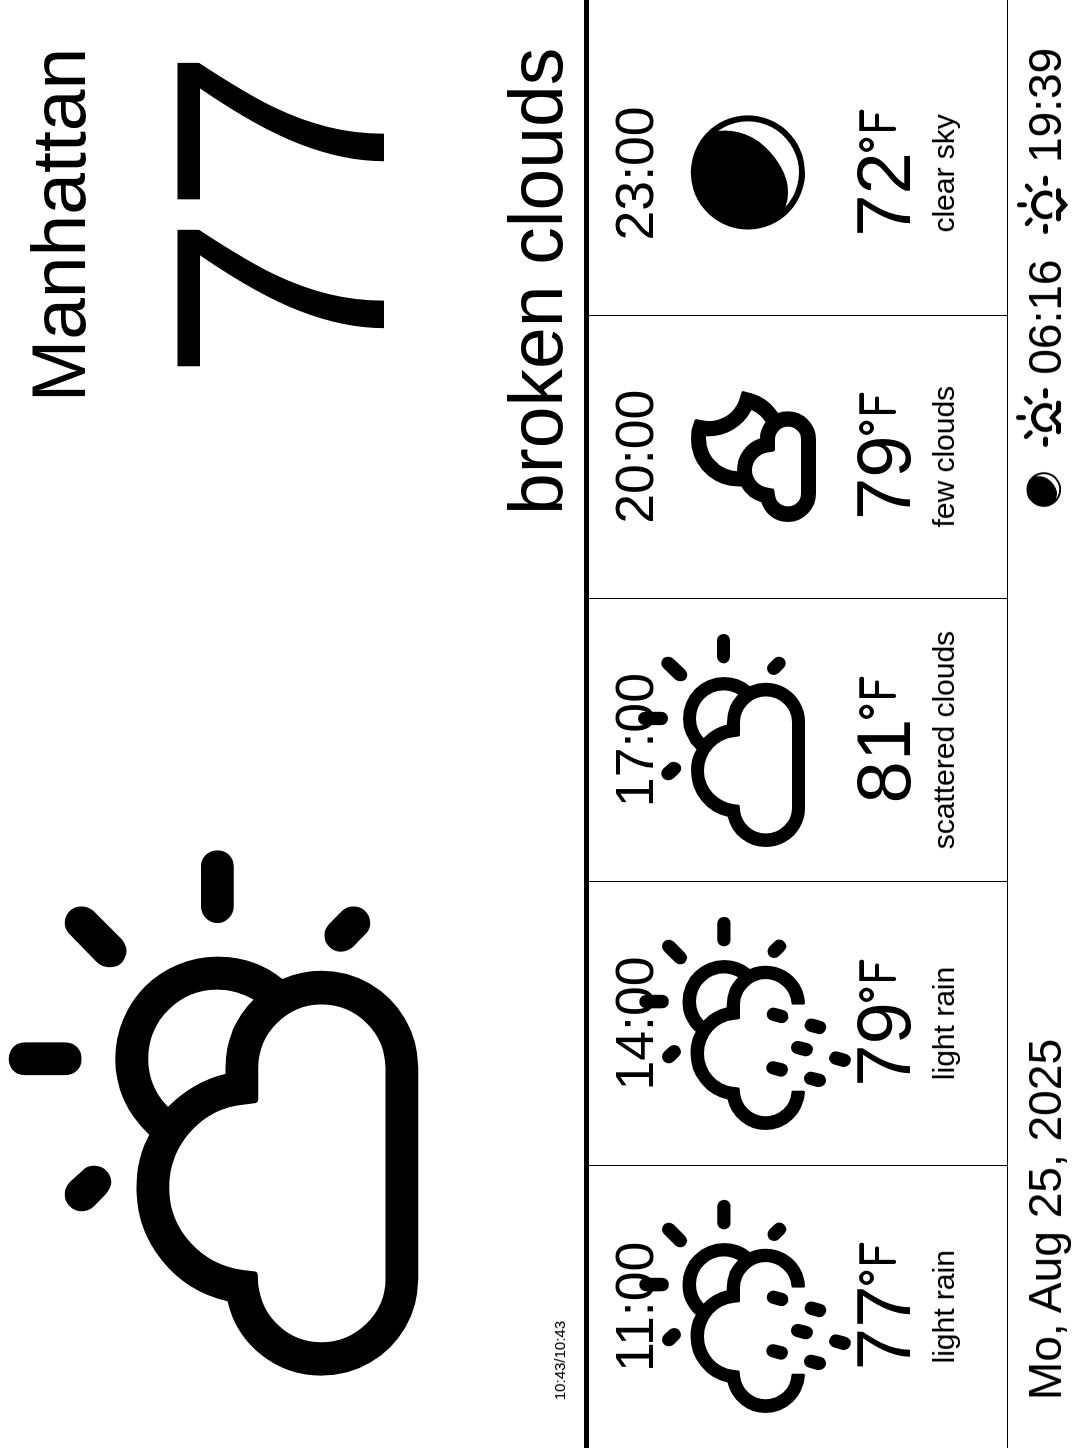 Manhattan
77
broken clouds
10:43/10:43
11:00
77°F
light rain
14:00
79°F
light rain
17:00
81°F
scattered clouds
20:00
79°F
few clouds
23:00
72°F
clear sky
Mo, Aug 25, 2025
06:16
19:39